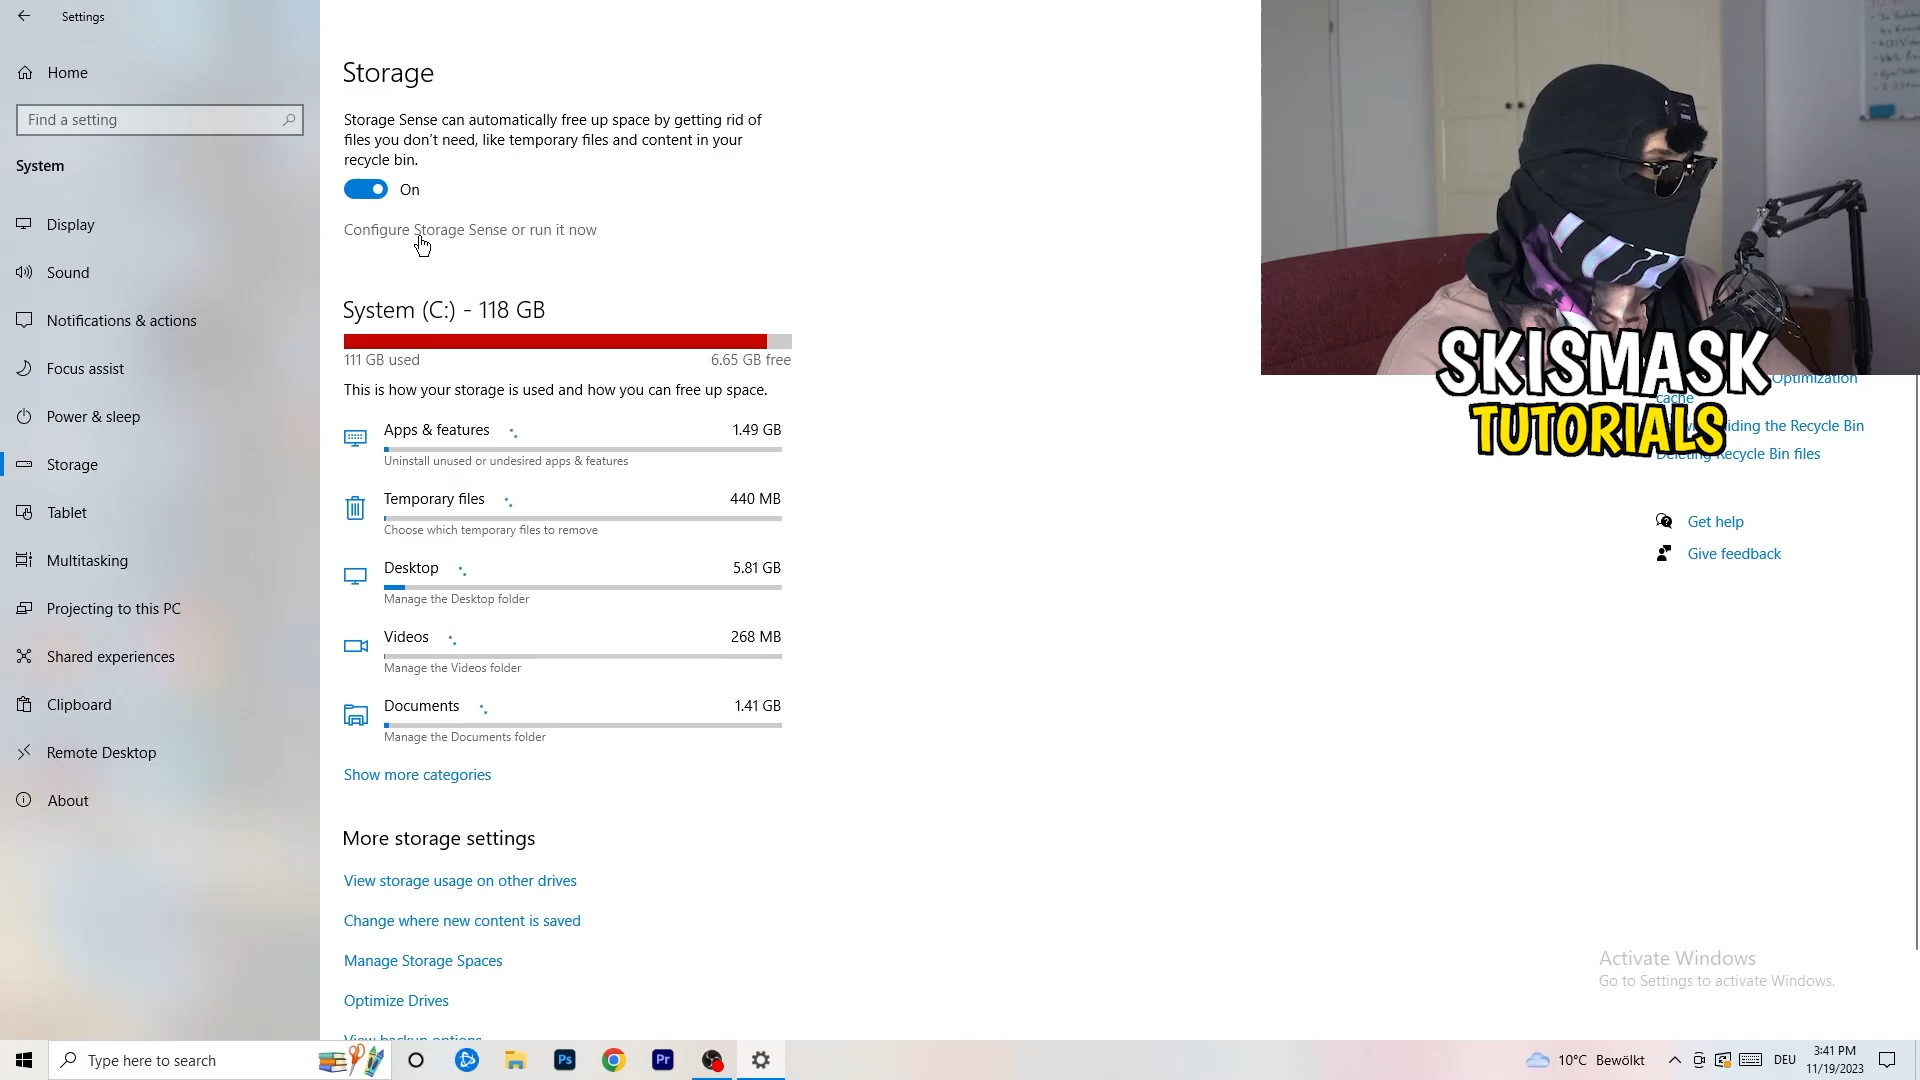 Settings
Home
Find a setting
System
Display
Sound
Notifications & actions
Focus assist
Power & sleep
Storage
Tablet
Multitasking
Projecting to this PC
Shared experiences
Clipboard
Remote Desktop
About
Storage
Storage Sense can automatically free up space by getting rid of
files you don't need, like temporary files and content in your
recycle bin.
On
Configure Storage Sense or run it now
System (C:) - 118 GB
111 GB used 6.65 GB free
This is how your storage is used and how you can free up space.
Apps & features 1.49 GB
Uninstall unused or undesired apps & features
Temporary files 440 MB
Choose which temporary files to remove
Desktop 5.81 GB
Manage the Desktop folder
Videos 268 MB
Manage the Videos folder
Documents 1.41 GB
Manage the Documents folder
Show more categories
More storage settings
View storage usage on other drives
Change where new content is saved
Manage Storage Spaces
Optimize Drives
View backup options
SKISMASK
TUTORIALS
Optimization
cache
the Recycle Bin
Recycle Bin files
Get help
Give feedback
Activate Windows
Go to Settings to activate Windows.
Type here to search
Ps
Pr
10°C Bewölkt
DEU
3:41 PM
11/19/2023